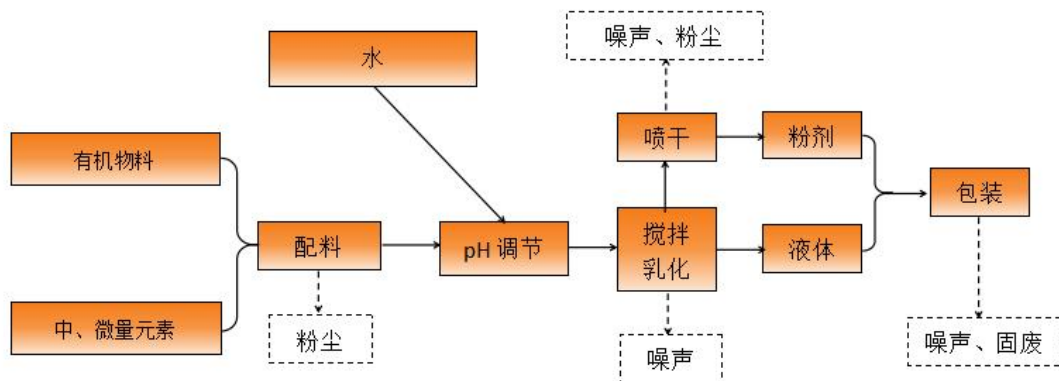 噪声、粉尘
水
喷干
粉剂
有机物料
包装
配料
pH 调节
搅拌
乳化
液体
中、微量元素
粉尘
噪声
噪声、固废